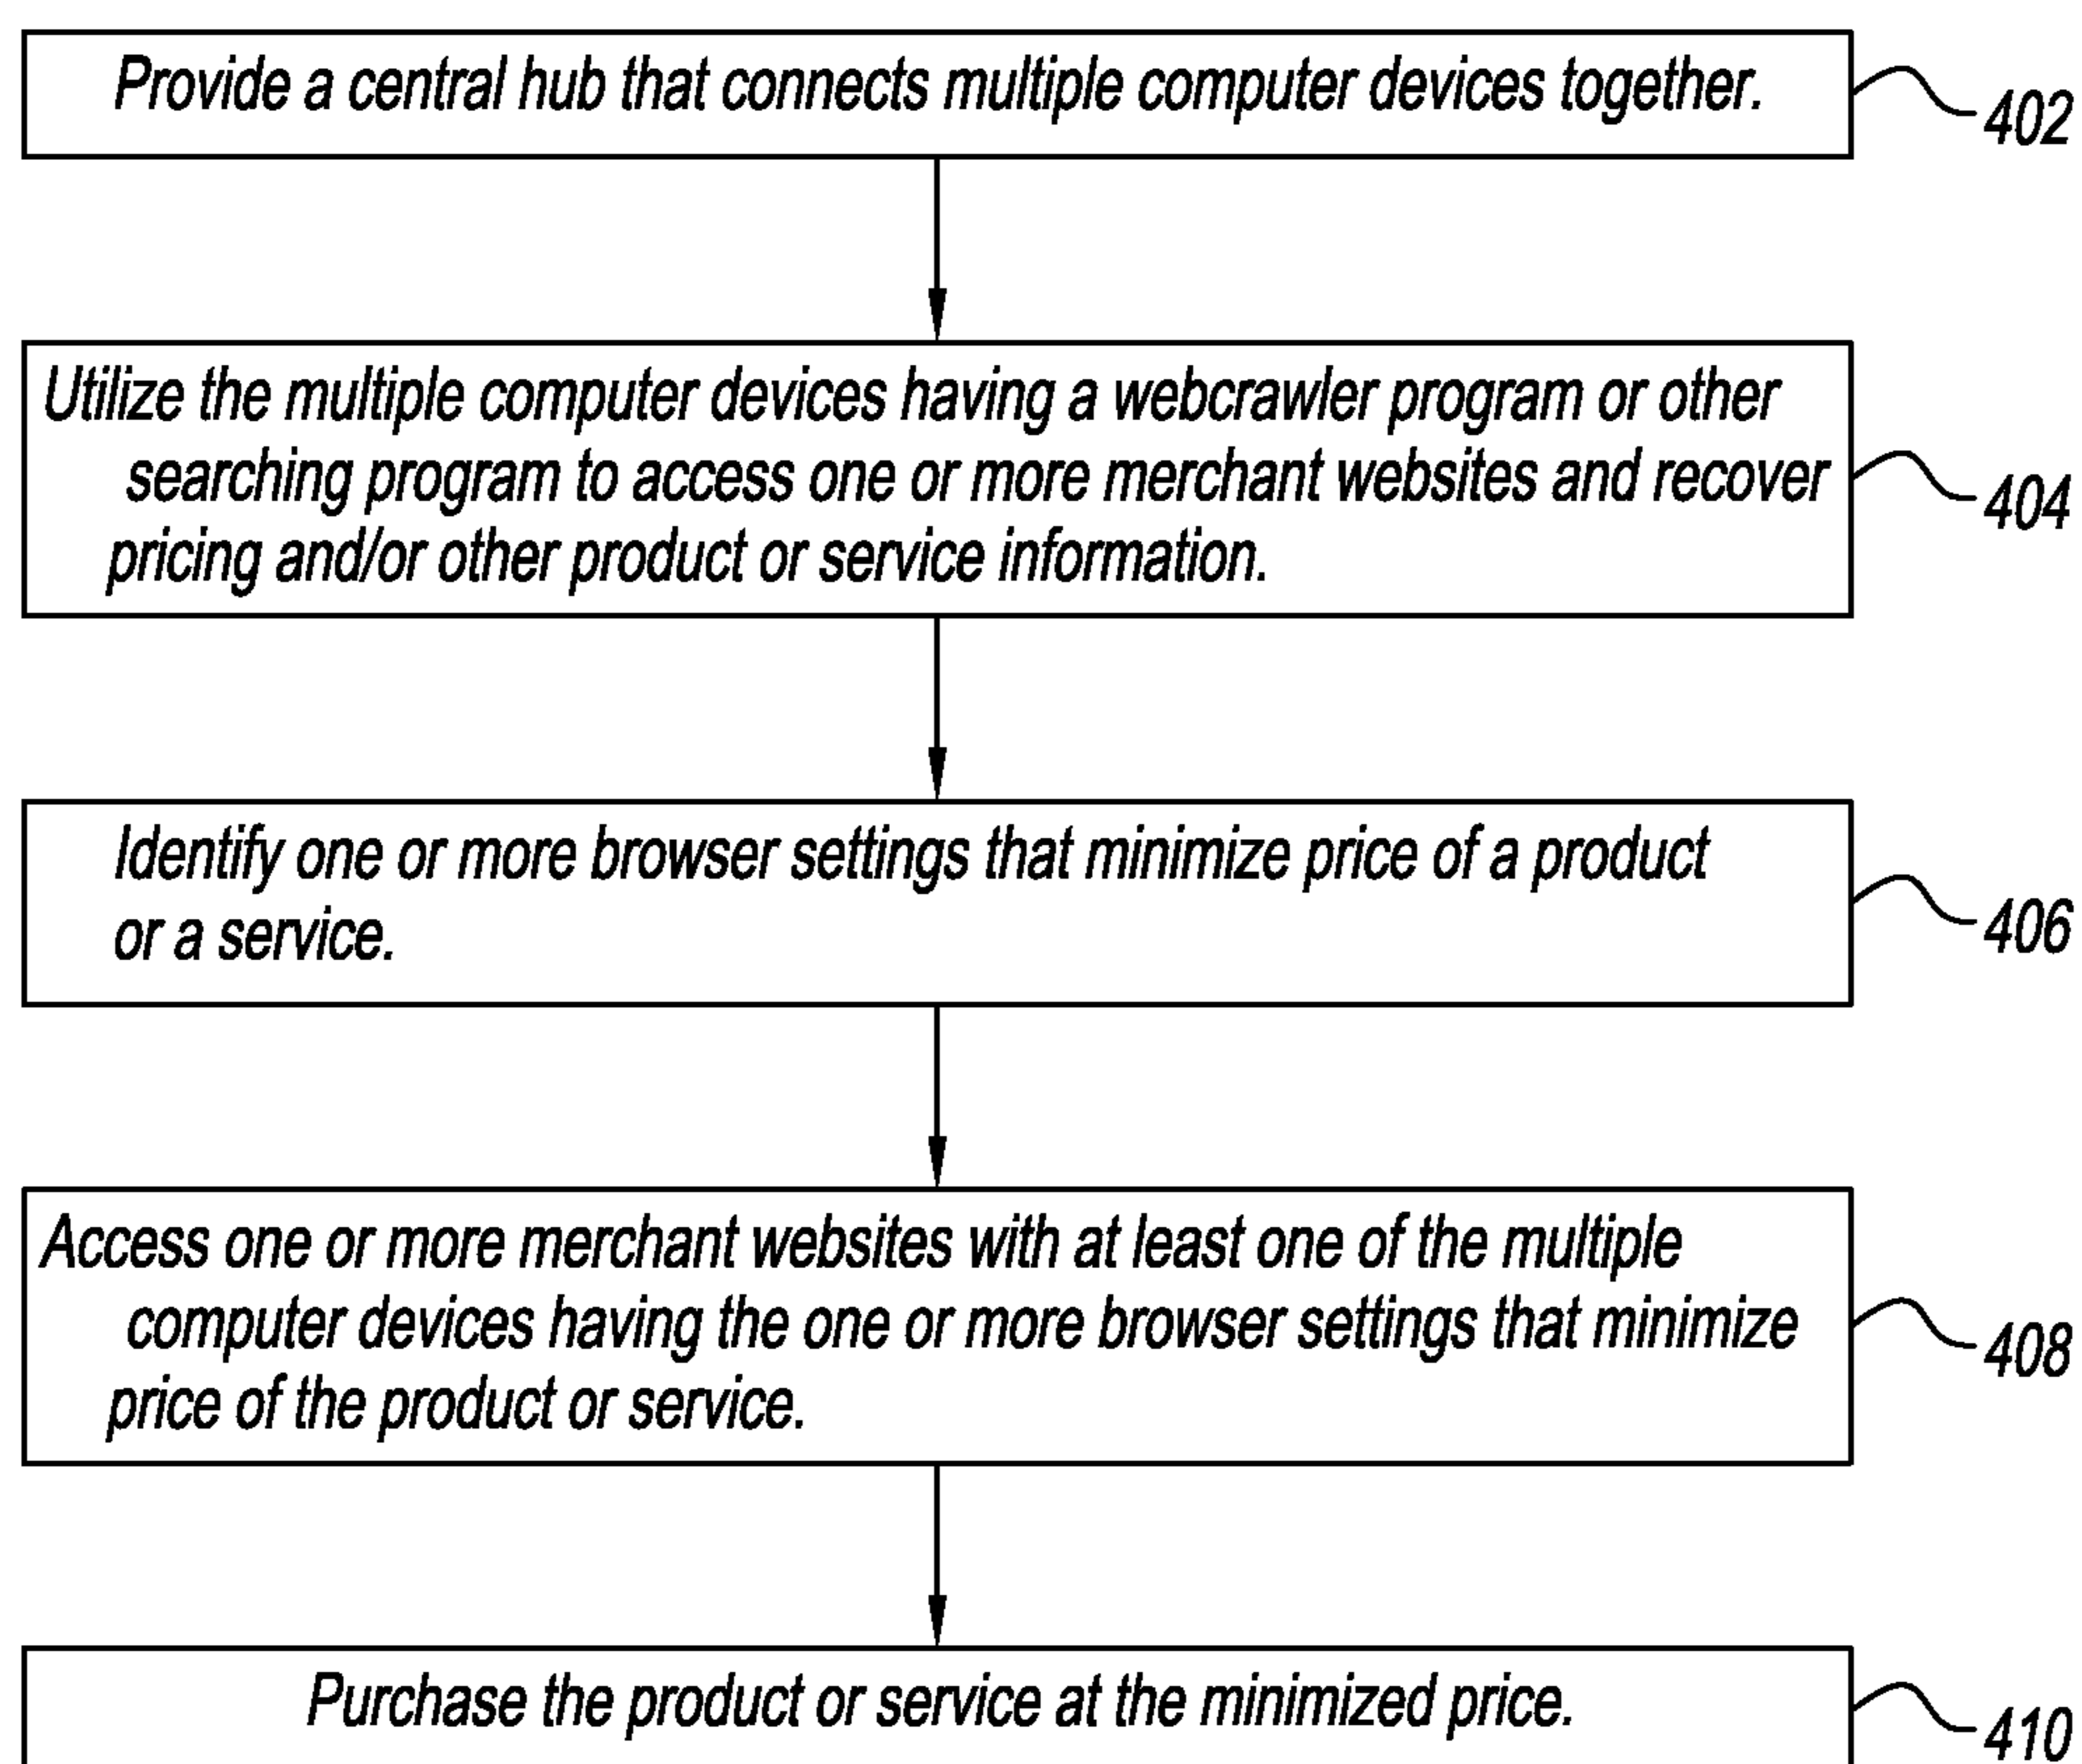 Provide a central hub that connects multiple computer devices together.
402
Utilize the multiple computer devices having a webcrawler program or other
searching program to access one or more merchant websites and recover
pricing and/or other product or service information.
404
Identify one or more browser settings that minimize price of a product
or a service.
406
Access one or more merchant websites with at least one of the multiple
computer devices having the one or more browser settings that minimize
price of the product or service.
408
Purchase the product or service at the minimized price.
410